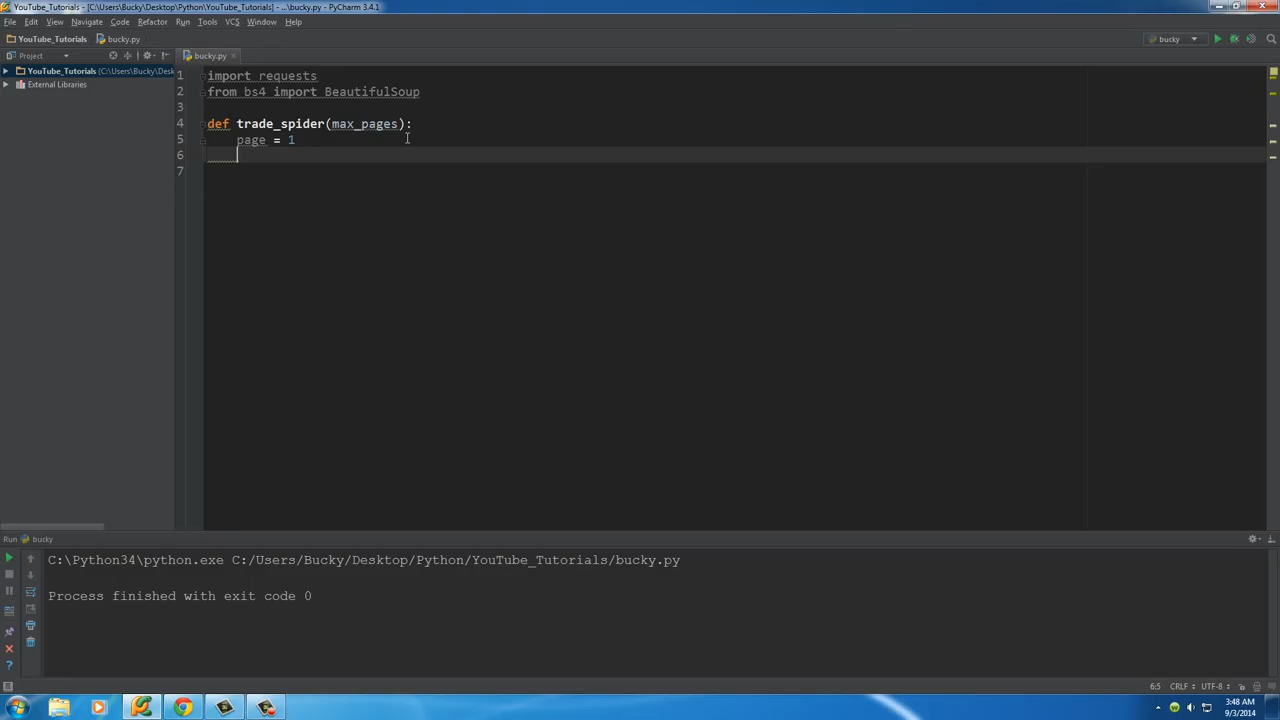 YouTube_Tutorials - [C:\Users\Bucky\Desktop\Python\YouTube_Tutorials] - ...\bucky.py - PyCharm 3.4.1
File Edit View Navigate Code Refactor Run Tools VCS Window Help
YouTube_Tutorials bucky.py bucky
Project bucky.py
YouTube_Tutorials (C:\Users\Bucky\Desk
External Libraries
1 import requests
2 from bs4 import BeautifulSoup
3
4 def trade_spider(max_pages):
5 page = 1
6
7
Run bucky
C:\Python34\python.exe C:/Users/Bucky/Desktop/Python/YouTube_Tutorials/bucky.py
Process finished with exit code 0
6:5 CRLF UTF-8
3:48 AM
9/3/2014